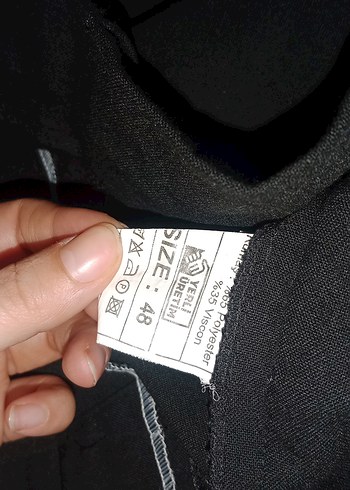 %65 Polyester
%35 Viscon
YERLİ
ÜRETİM
SIZE : 48